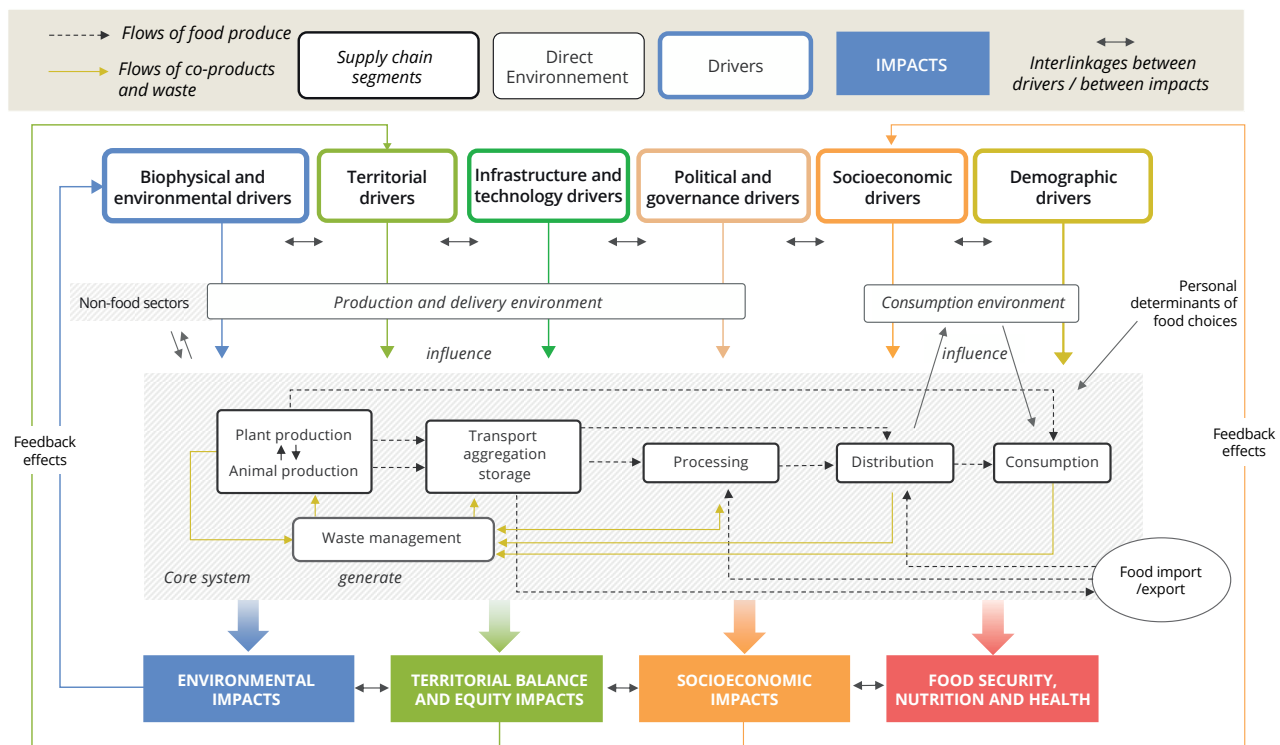 Flows of food produce
Flows of co-products
and waste
Supply chain
segments
Direct
Environnement
Drivers
IMPACTS
Interlinkages between
drivers / between impacts
Biophysical and
environmental drivers
Territorial
drivers
Infrastructure and
technology drivers
Political and
governance drivers
Socioeconomic
drivers
Demographic
drivers
Non-food sectors
Production and delivery environment
Consumption environment
Personal
determinants of
food choices
influence
influence
Feedback
effects
Plant production
Animal production
Transport
aggregation
storage
Processing
Distribution
Consumption
Feedback
effects
Waste management
Core system
generate
Food import
/export
ENVIRONMENTAL
IMPACTS
TERRITORIAL BALANCE
AND EQUITY IMPACTS
SOCIOECONOMIC
IMPACTS
FOOD SECURITY,
NUTRITION AND HEALTH